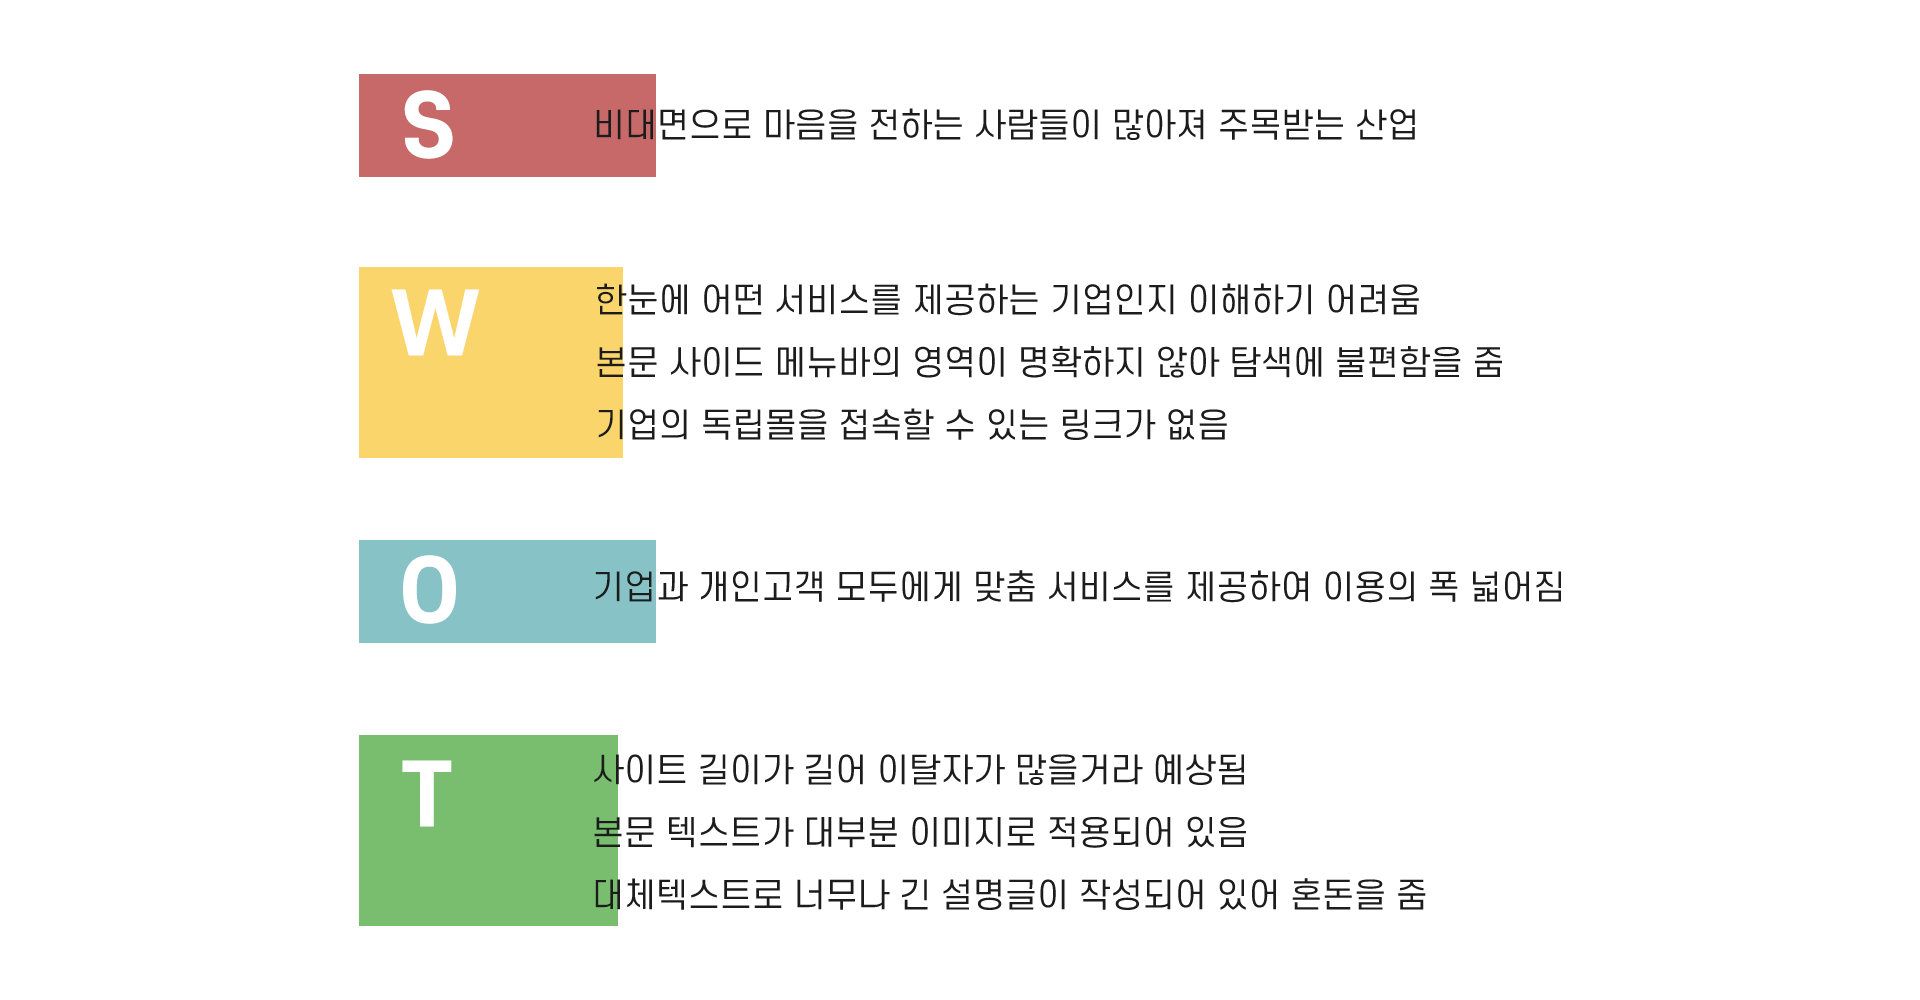 S
비대면으로 마음을 전하는 사람들이 많아져 주목받는 산업
W
한눈에 어떤 서비스를 제공하는 기업인지 이해하기 어려움
본문 사이드 메뉴바의 영역이 명확하지 않아 탐색에 불편함을 줌
기업의 독립몰을 접속할 수 있는 링크가 없음
O
기업과 개인고객 모두에게 맞춤 서비스를 제공하여 이용의 폭 넓어짐
T
사이트 길이가 길어 이탈자가 많을거라 예상됨
본문 텍스트가 대부분 이미지로 적용되어 있음
대체텍스트로 너무나 긴 설명글이 작성되어 있어 혼돈을 줌